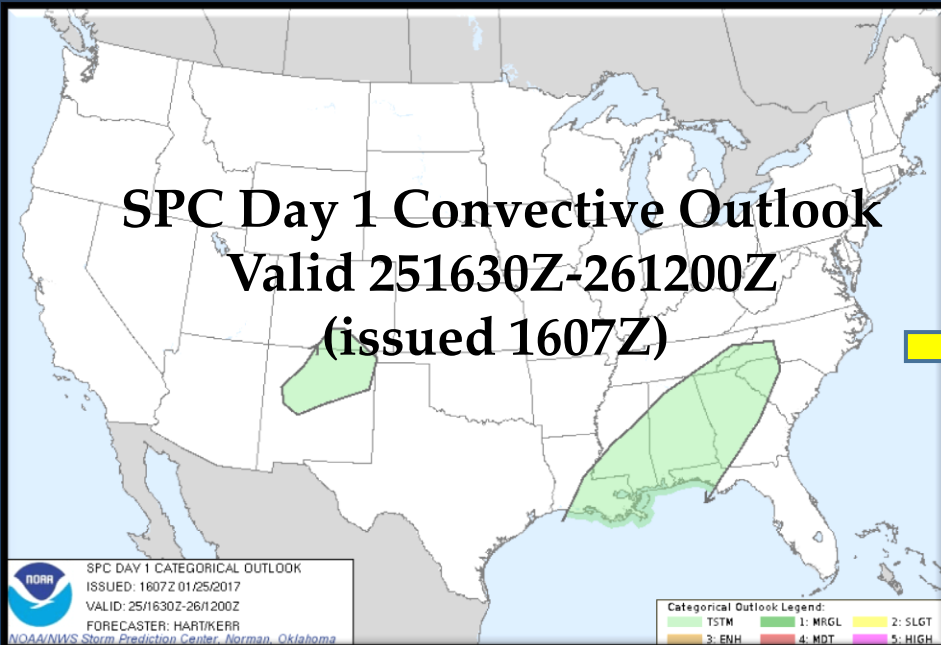 SPC Day 1 Convective Outlook
Valid 251630Z-261200Z
(issued 1607Z)
NOAA
SPC DAY 1 CATEGORICAL OUTLOOK
ISSUED: 1607Z 01/25/2017
VALID: 25/1630Z-26/1200Z
FORECASTER: HART/KERR
NOAA/NWS Storm Prediction Center, Norman, Oklahoma
Categorical Outlook Legend:
TSTM 1: MRGL 2: SLGT
3: ENH 4: MDT 5: HIGH